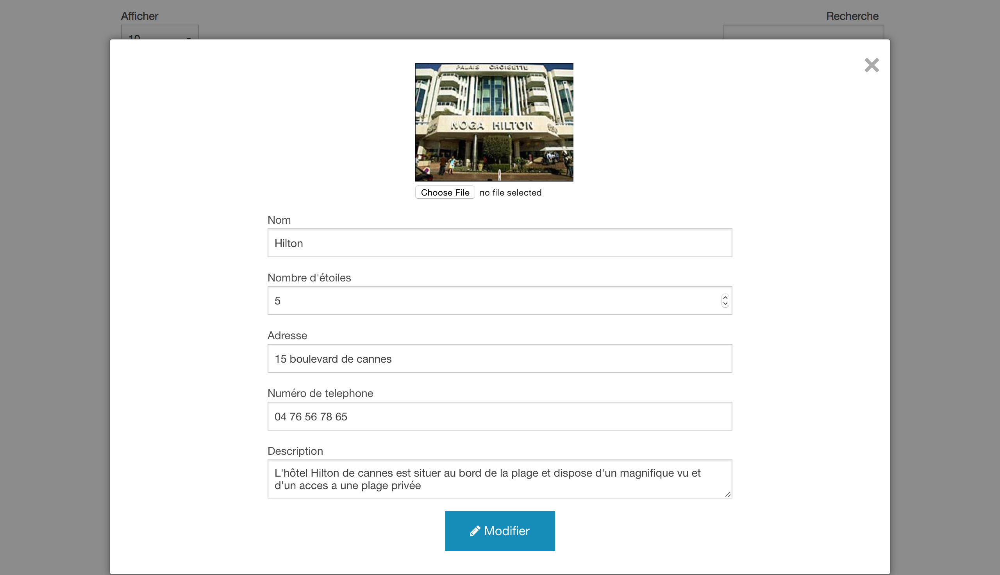 Afficher
Recherche
10
PALAIS CROISETTE
NOGA HILTON
Choose File no file selected
Nom
Hilton
Nombre d'étoiles
5
Adresse
15 boulevard de cannes
Numéro de telephone
04 76 56 78 65
Description
L'hôtel Hilton de cannes est situer au bord de la plage et dispose d'un magnifique vu et
d'un acces a une plage privée
Modifier